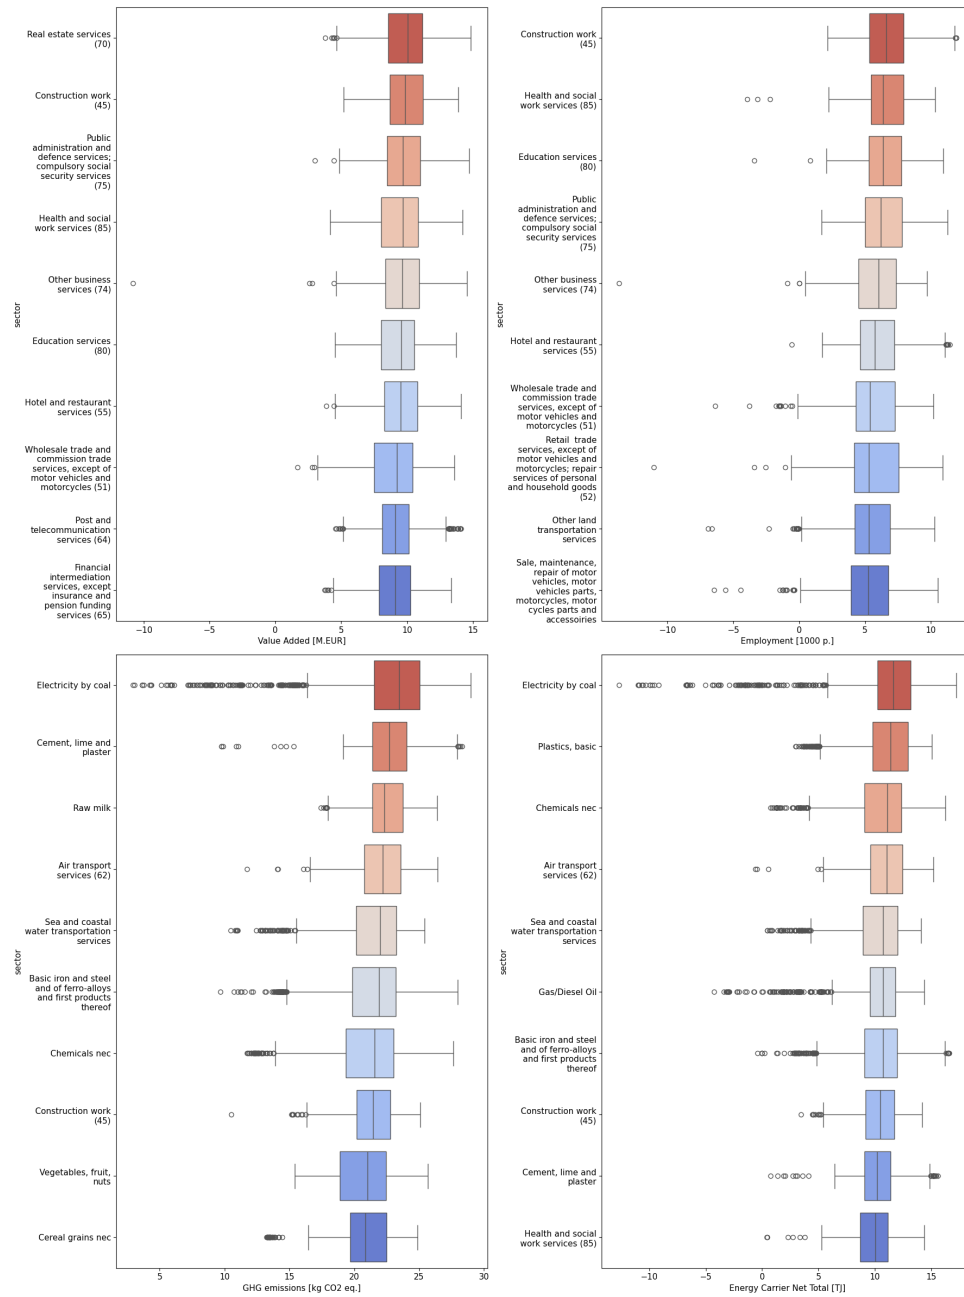 Real estate services
(70)
Construction work
(45)
Public
administration and
defence services;
compulsory social
security services
(75)
Health and social
work services (85)
Other business
services (74)
sector
Education services
(80)
Hotel and restaurant
services (55)
Wholesale trade and
commission trade
services, except of
motor vehicles and
motorcycles (51)
Post and
telecommunication
services (64)
Financial
intermediation
services, except
insurance and
pension funding
services (65)
−10 −5 0 5 10 15
Value Added [M.EUR]
Construction work
(45)
Health and social
work services (85)
Education services
(80)
Public
administration and
defence services;
compulsory social
security services
(75)
Other business
services (74)
sector
Hotel and restaurant
services (55)
Wholesale trade and
commission trade
services, except of
motor vehicles and
motorcycles (51)
Retail  trade
services, except of
motor vehicles and
motorcycles; repair
services of personal
and household goods
(52)
Other land
transportation
services
Sale, maintenance,
repair of motor
vehicles, motor
vehicles parts,
motorcycles, motor
cycles parts and
accessoiries
−10 −5 0 5 10
Employment [1000 p.]
Electricity by coal
Cement, lime and
plaster
Raw milk
Air transport
services (62)
Sea and coastal
water transportation
services
sector
Basic iron and steel
and of ferro-alloys
and first products
thereof
Chemicals nec
Construction work
(45)
Vegetables, fruit,
nuts
Cereal grains nec
5 10 15 20 25 30
GHG emissions [kg CO2 eq.]
Electricity by coal
Plastics, basic
Chemicals nec
Air transport
services (62)
Sea and coastal
water transportation
services
sector
Gas/Diesel Oil
Basic iron and steel
and of ferro-alloys
and first products
thereof
Construction work
(45)
Cement, lime and
plaster
Health and social
work services (85)
−10 −5 0 5 10 15
Energy Carrier Net Total [TJ]